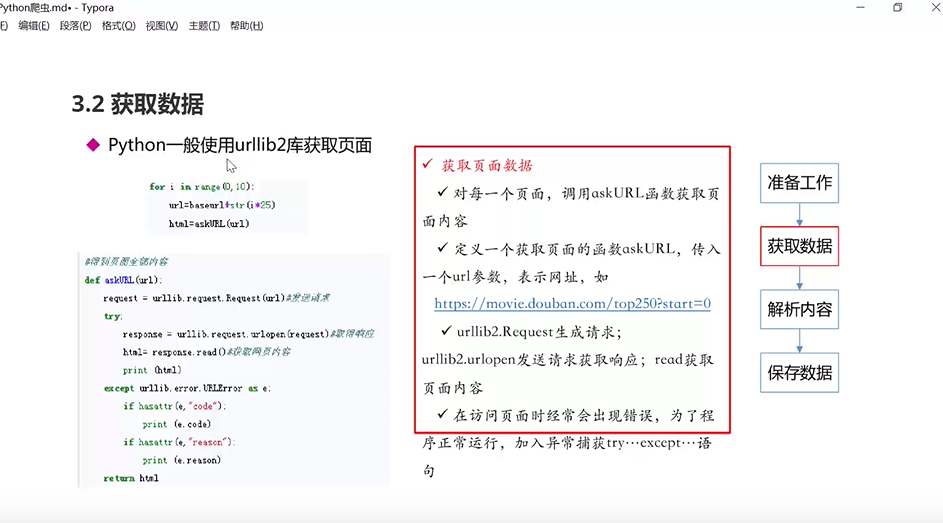 Python爬虫.md• - Typora
F) 编辑(E) 段落(P) 格式(O) 视图(V) 主题(T) 帮助(H)
3.2 获取数据
◆ Python一般使用urllib2库获取页面
for i in range(0,10):
url=baseurl+str(i*25)
html=askURL(url)
#得到页面全部内容
def askURL(url):
request = urllib.request.Request(url)#发送请求
try:
response = urllib.request.urlopen(request)#取得响应
html= response.read()#获取网页内容
print (html)
except urllib.error.URLError as e:
if hasattr(e,"code"):
print (e.code)
if hasattr(e,"reason"):
print (e.reason)
return html
✓ 获取页面数据
✓ 对每一个页面，调用askURL函数获取页
面内容
✓ 定义一个获取页面的函数askURL，传入
一个url参数，表示网址，如
https://movie.douban.com/top250?start=0
✓ urllib2.Request生成请求；
urllib2.urlopen发送请求获取响应；read获取
页面内容
✓ 在访问页面时经常会出现错误，为了程
序正常运行，加入异常捕获try…except…语
句
准备工作
获取数据
解析内容
保存数据